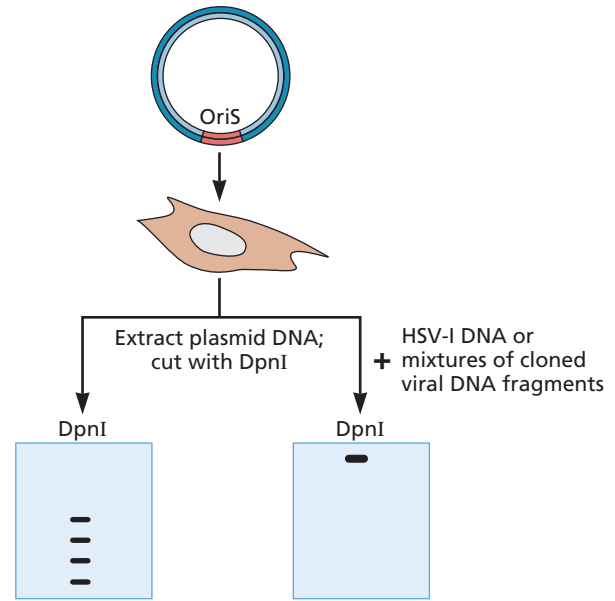 OriS
Extract plasmid DNA;
cut with DpnI
+ HSV-I DNA or
mixtures of cloned
viral DNA fragments
DpnI
DpnI